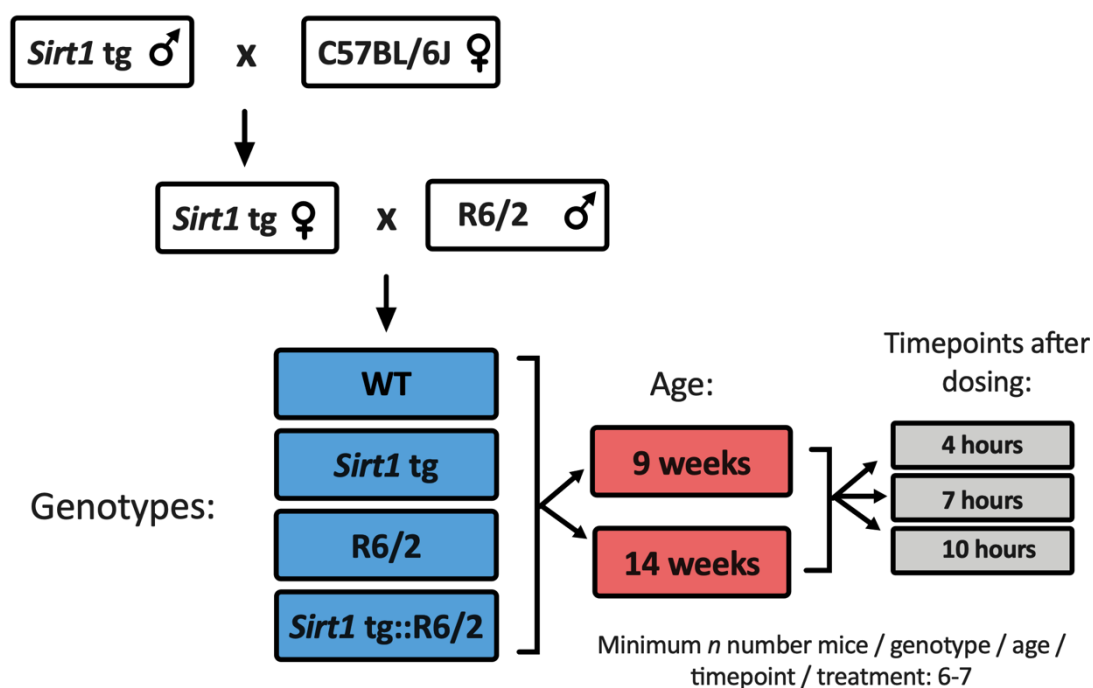 Sirt1 tg ♂ x C57BL/6J ♀
Sirt1 tg ♀ x R6/2 ♂
Genotypes:
WT
Sirt1 tg
R6/2
Sirt1 tg::R6/2
Age:
9 weeks
14 weeks
Timepoints after
dosing:
4 hours
7 hours
10 hours
Minimum n number mice / genotype / age /
timepoint / treatment: 6-7